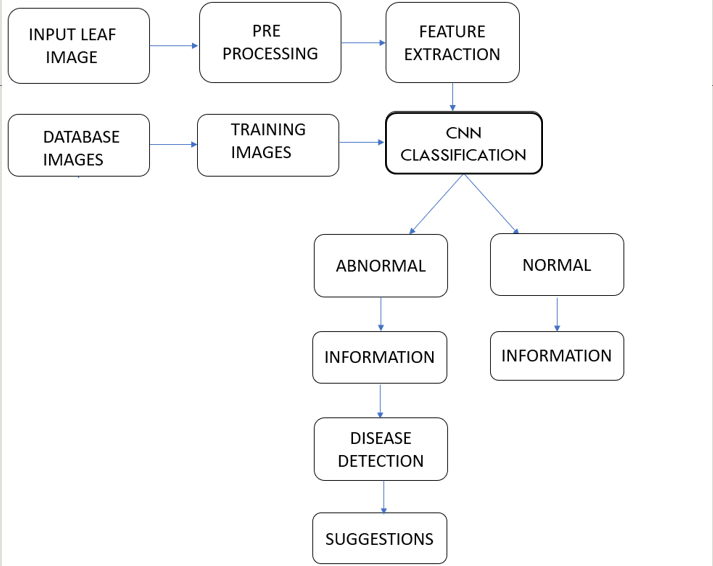 INPUT LEAF
IMAGE
PRE
PROCESSING
FEATURE
EXTRACTION
DATABASE
IMAGES
TRAINING
IMAGES
CNN
CLASSIFICATION
ABNORMAL
NORMAL
INFORMATION
INFORMATION
DISEASE
DETECTION
SUGGESTIONS